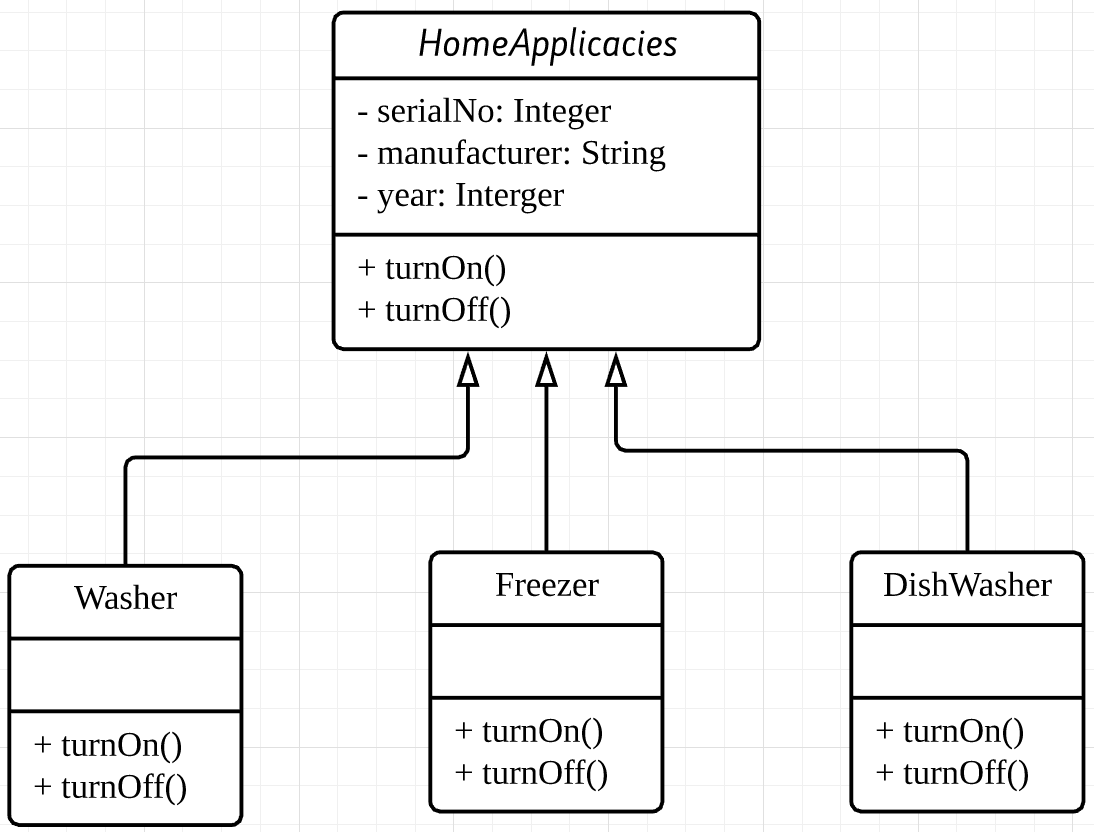 HomeApplicacies
- serialNo: Integer
- manufacturer: String
- year: Interger
+ turnOn()
+ turnOff()
Washer
+ turnOn()
+ turnOff()
Freezer
+ turnOn()
+ turnOff()
DishWasher
+ turnOn()
+ turnOff()